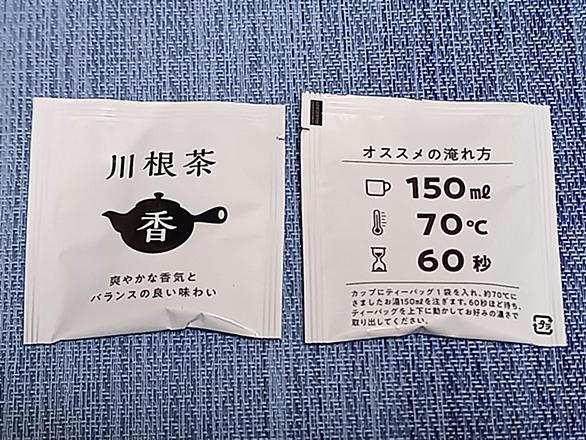 川根茶
香
爽やかな香気と
バランスの良い味わい
オススメの淹れ方
150ml
70℃
60秒
カップにティーバッグ1袋を入れ、約70℃に
さましたお湯150mlを注ぎます。60秒ほど待ち、
ティーバッグを上下に動かしてお好みの濃さで
取り出してください。
プラ